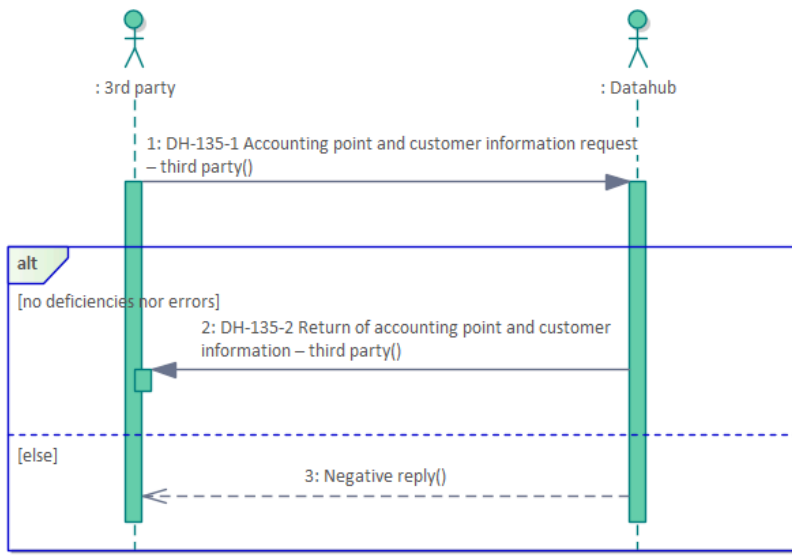 : 3rd party
: Datahub
1: DH-135-1 Accounting point and customer information request
– third party()
alt
[no deficiencies nor errors]
2: DH-135-2 Return of accounting point and customer
information – third party()
[else]
3: Negative reply()